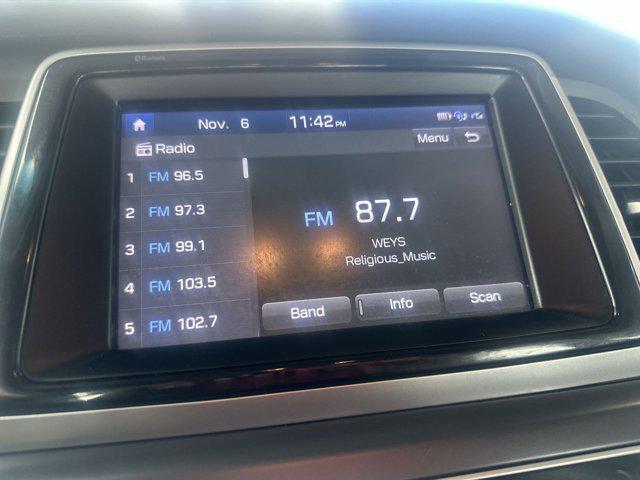 Bluetooth
Nov. 6 11:42 PM
Radio Menu
1 FM 96.5
2 FM 97.3
3 FM 99.1
4 FM 103.5
5 FM 102.7
FM 87.7
WEYS
Religious_Music
Band Info Scan